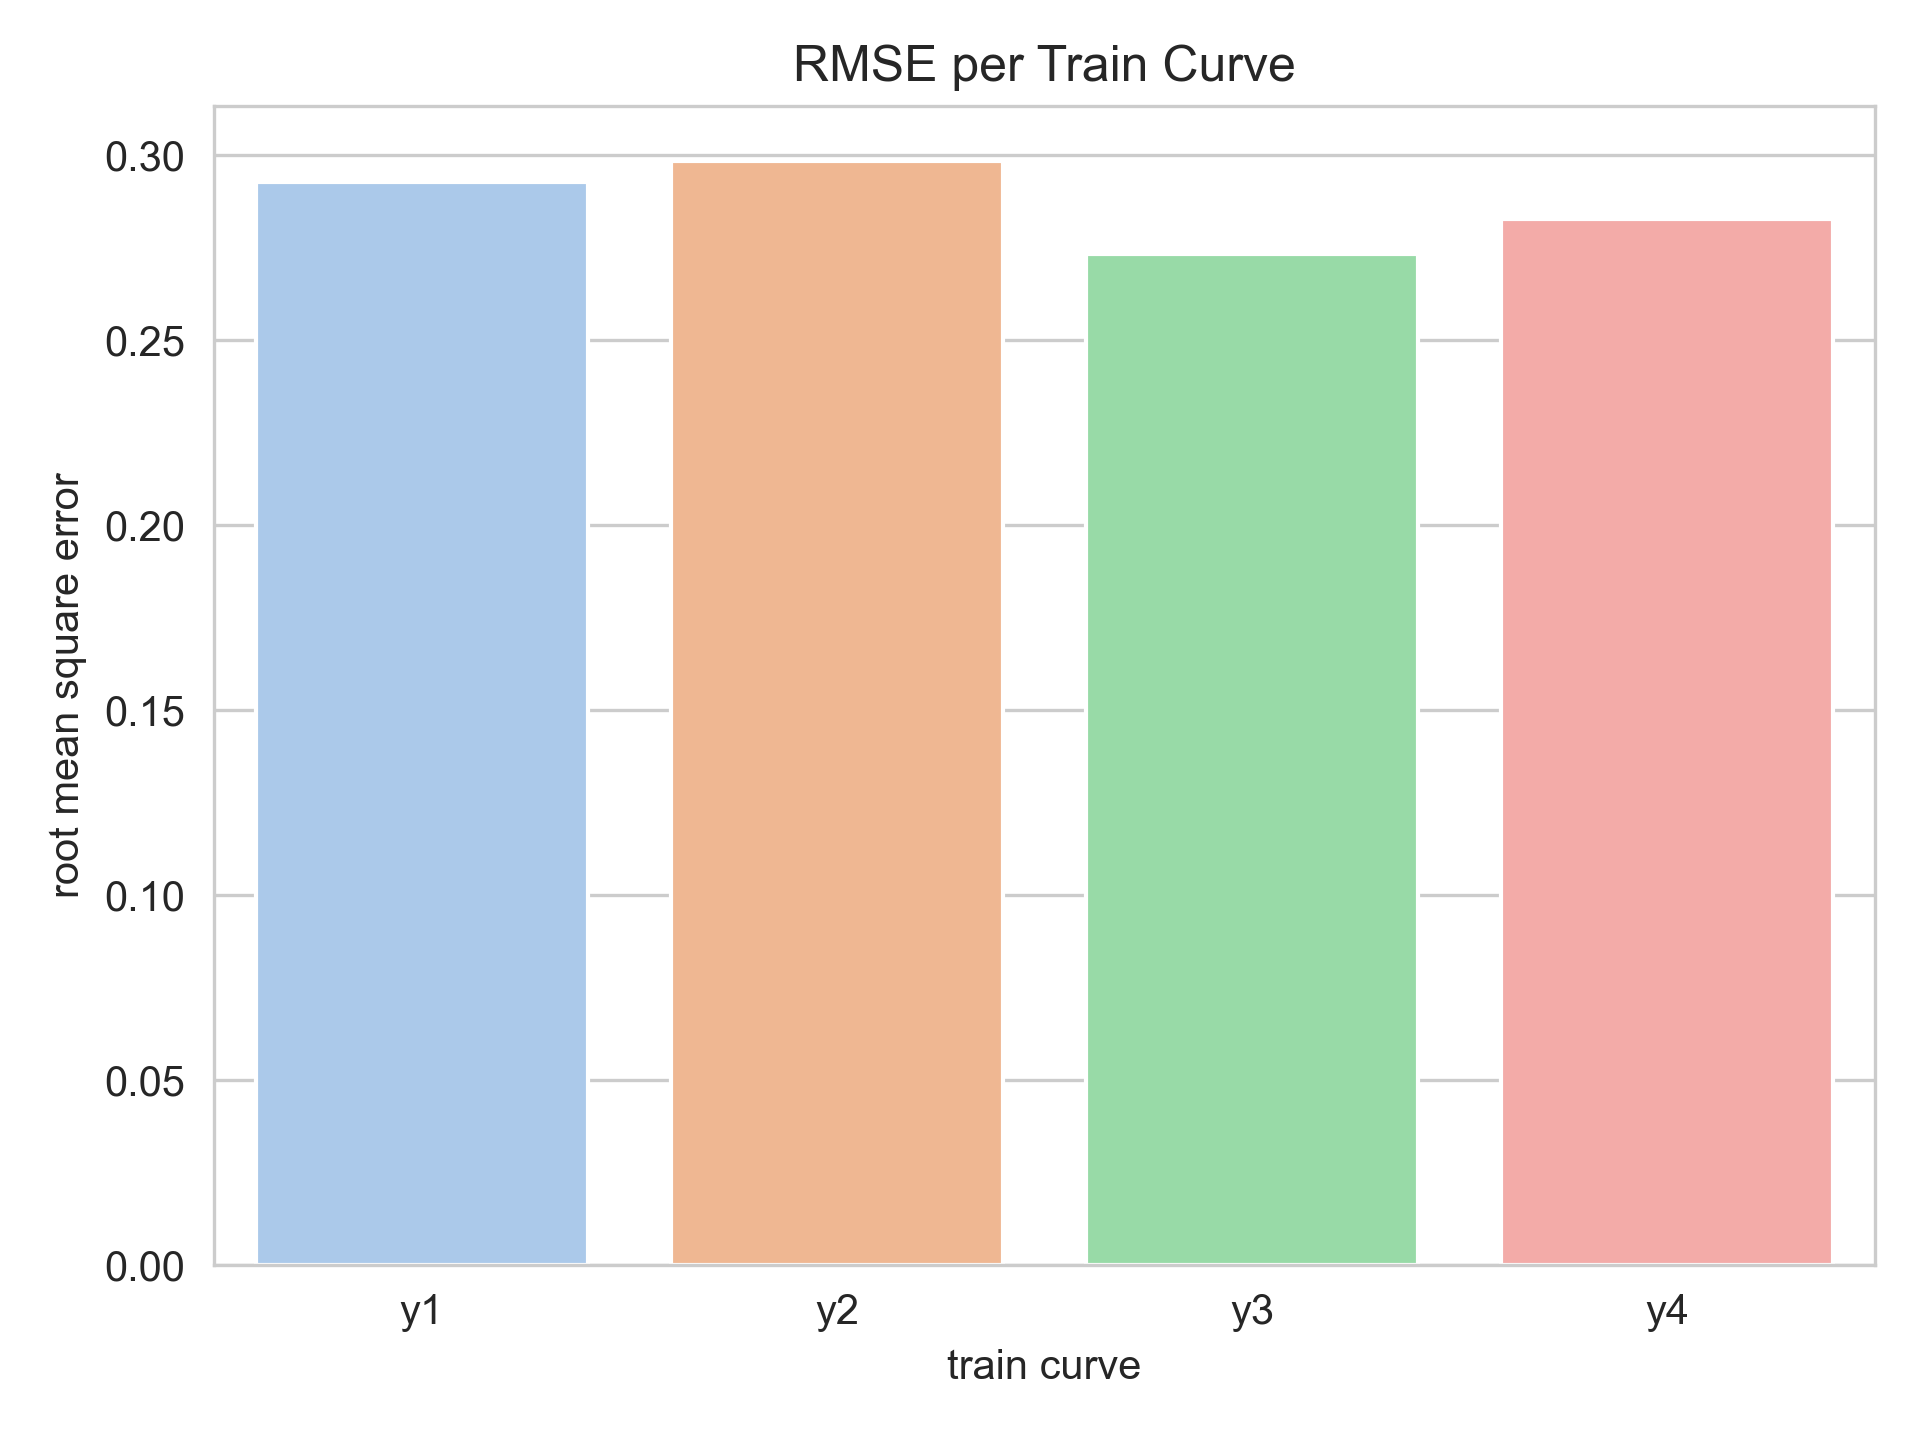 RMSE per Train Curve
0.30
0.25
0.20
0.15
0.10
0.05
0.00
root mean square error
y1 y2 y3 y4
train curve